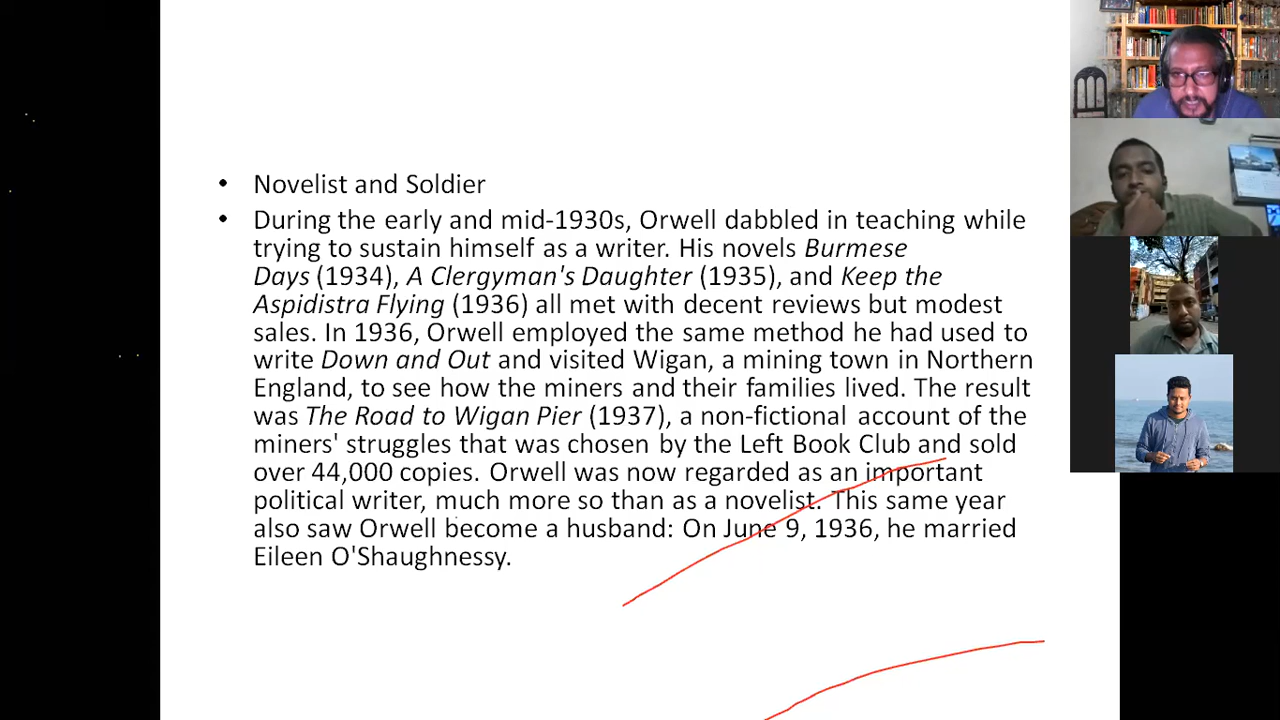 • Novelist and Soldier
• During the early and mid-1930s, Orwell dabbled in teaching while
trying to sustain himself as a writer. His novels Burmese
Days (1934), A Clergyman's Daughter (1935), and Keep the
Aspidistra Flying (1936) all met with decent reviews but modest
sales. In 1936, Orwell employed the same method he had used to
write Down and Out and visited Wigan, a mining town in Northern
England, to see how the miners and their families lived. The result
was The Road to Wigan Pier (1937), a non-fictional account of the
miners' struggles that was chosen by the Left Book Club and sold
over 44,000 copies. Orwell was now regarded as an important
political writer, much more so than as a novelist. This same year
also saw Orwell become a husband: On June 9, 1936, he married
Eileen O'Shaughnessy.